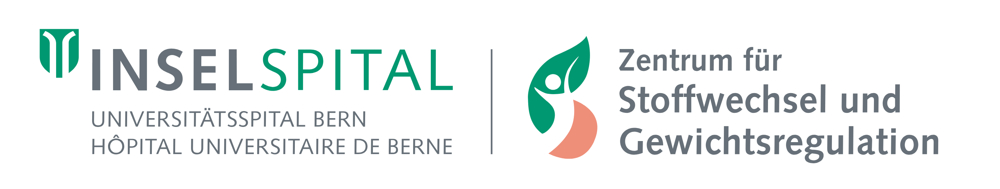 INSELSPITAL
UNIVERSITÄTSSPITAL BERN
HÔPITAL UNIVERSITAIRE DE BERNE
Zentrum für
Stoffwechsel und
Gewichtsregulation